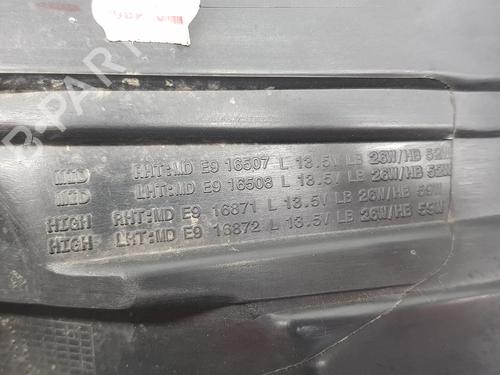 MID RHT:MD E9 16507 L 13.5V LB 26W/HB 52W
MID LHT:MD E9 16508 L 13.5V LB 26W/HB 52W
HIGH RHT:MD E9 16871 L 13.5V LB 26W/HB 59W
HIGH LHT:MD E9 16872 L 13.5V LB 26W/HB 59W